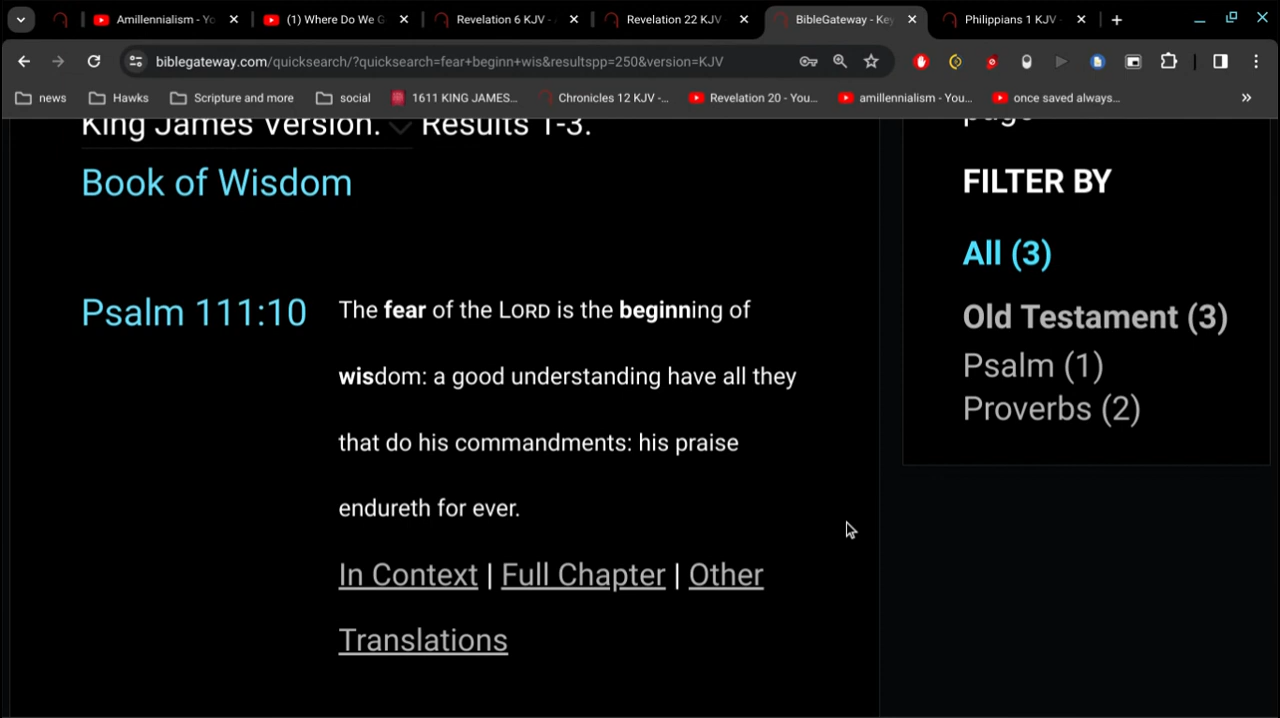 Amillennialism - Yo
(1) Where Do We G
Revelation 6 KJV -
Revelation 22 KJV
BibleGateway - Key
Philippians 1 KJV
biblegateway.com/quicksearch/?quicksearch=fear+beginn+wis&resultspp=250&version=KJV
news
Hawks
Scripture and more
social
1611 KING JAMES...
Chronicles 12 KJV -...
Revelation 20 - You...
amillennialism - You...
once saved always...
»
King James Version. Results 1-3.
page
Book of Wisdom
FILTER BY
All (3)
Psalm 111:10
The fear of the LORD is the beginning of
wisdom: a good understanding have all they
that do his commandments: his praise
endureth for ever.
Old Testament (3)
Psalm (1)
Proverbs (2)
In Context | Full Chapter | Other
Translations